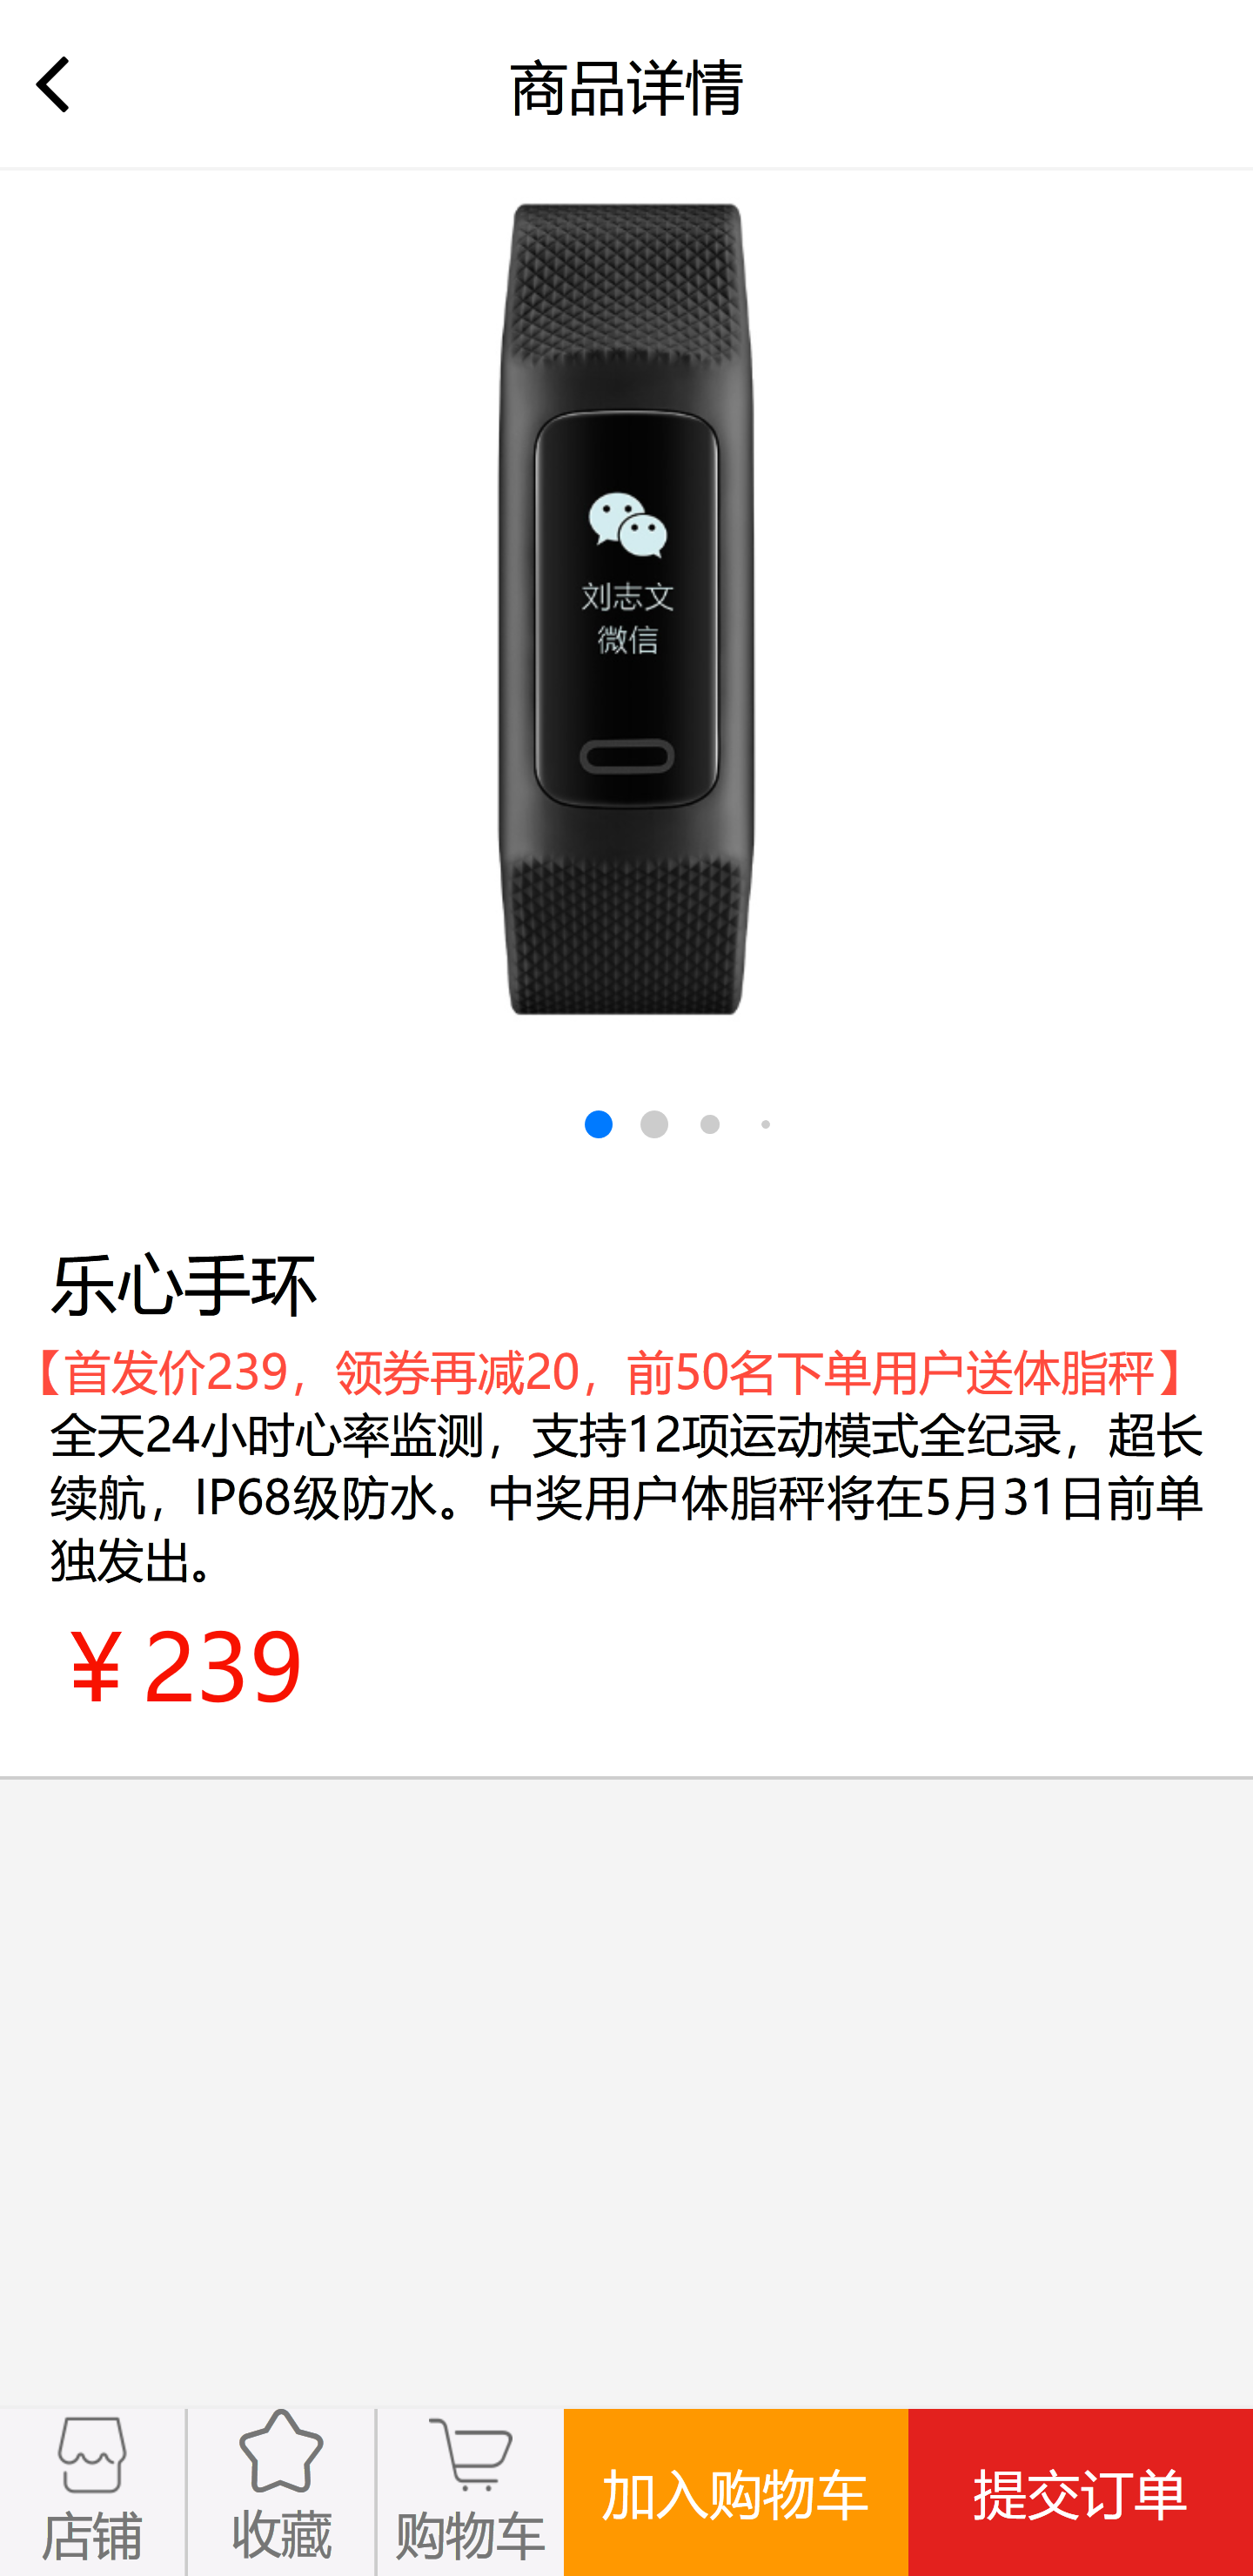 商品详情
刘志文
微信
乐心手环
【首发价239，领券再减20，前50名下单用户送体脂秤】
全天24小时心率监测，支持12项运动模式全纪录，超长
续航，IP68级防水。中奖用户体脂秤将在5月31日前单
独发出。
¥239
店铺
收藏
购物车
加入购物车
提交订单